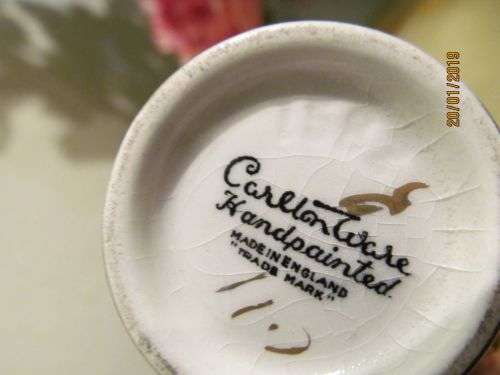 20/01/2019
Carlton Ware
Handpainted.
MADE IN ENGLAND
"TRADE MARK"